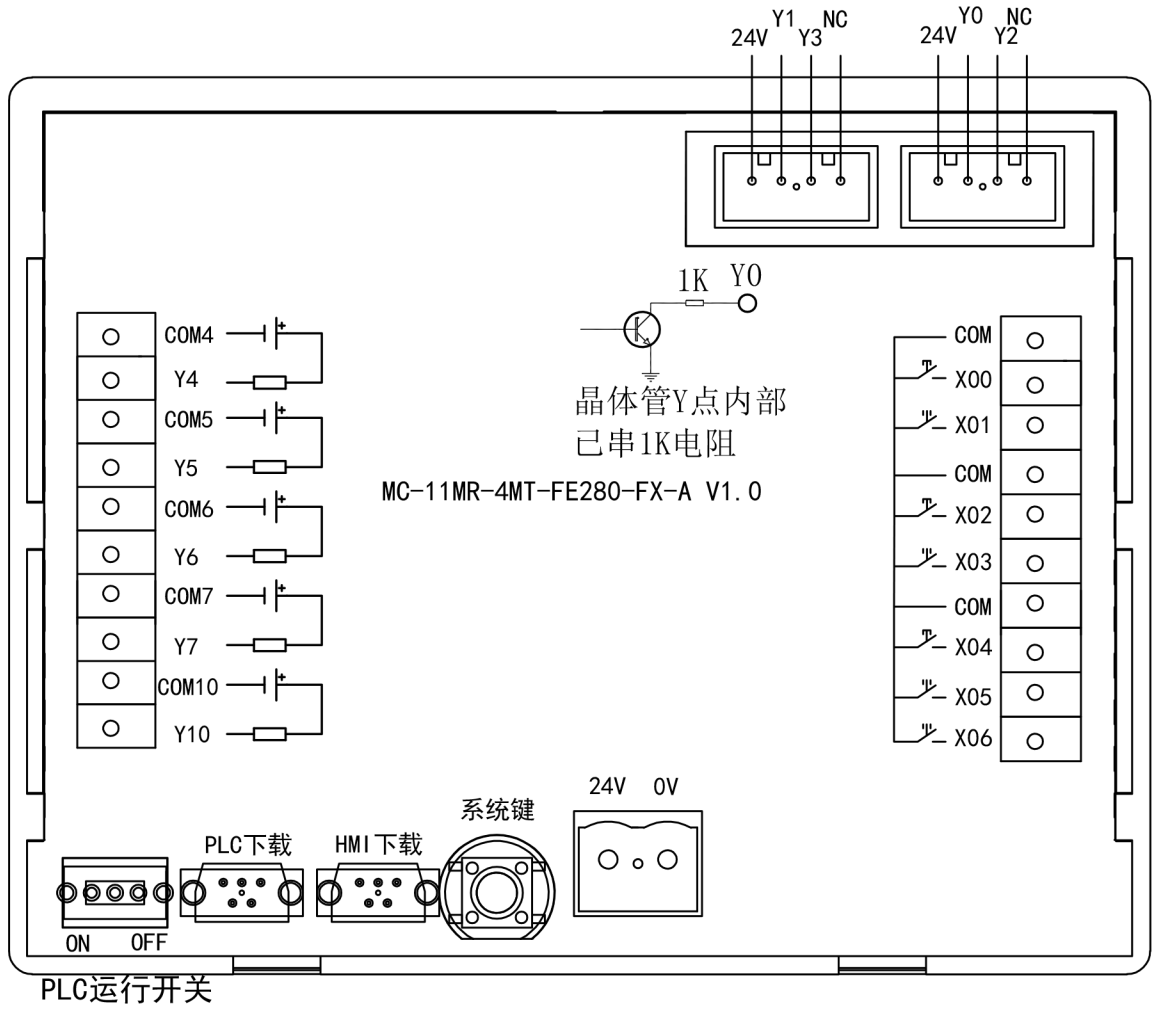 Y1 NC
24V Y3
Y0 NC
24V Y2
1K Y0
晶体管Y点内部
已串1K电阻
MC-11MR-4MT-FE280-FX-A V1.0
COM4
Y4
COM5
Y5
COM6
Y6
COM7
Y7
COM10
Y10
COM
X00
X01
COM
X02
X03
COM
X04
X05
X06
24V 0V
系统键
PLC下载
HMI下载
ON OFF
PLC运行开关